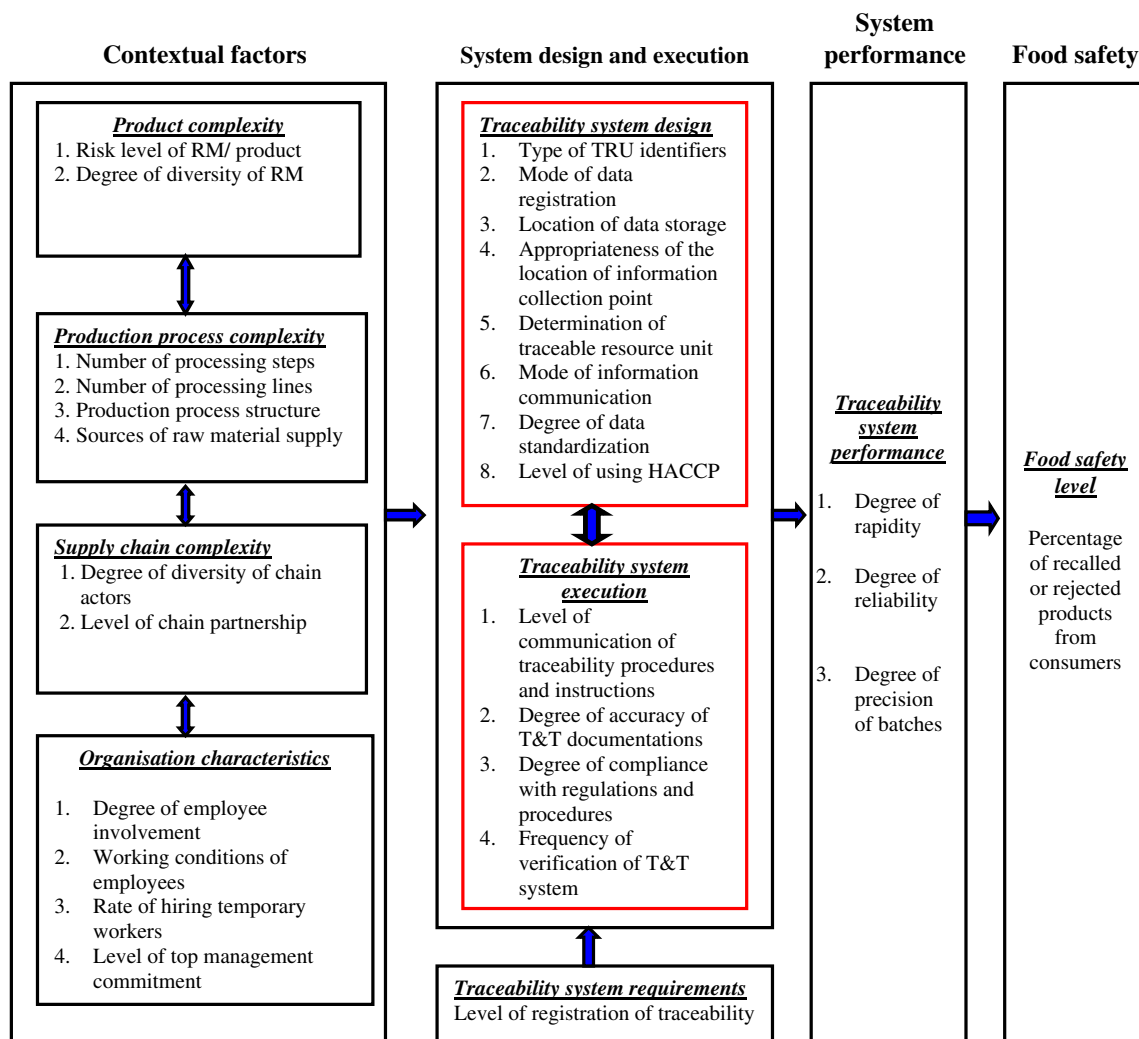 Contextual factors
Product complexity
1. Risk level of RM/ product
2. Degree of diversity of RM
Production process complexity
1. Number of processing steps
2. Number of processing lines
3. Production process structure
4. Sources of raw material supply
Supply chain complexity
1. Degree of diversity of chain
actors
2. Level of chain partnership
Organisation characteristics
1. Degree of employee
involvement
2. Working conditions of
employees
3. Rate of hiring temporary
workers
4. Level of top management
commitment
System design and execution
Traceability system design
1. Type of TRU identifiers
2. Mode of data
registration
3. Location of data storage
4. Appropriateness of the
location of information
collection point
5. Determination of
traceable resource unit
6. Mode of information
communication
7. Degree of data
standardization
8. Level of using HACCP
Traceability system
execution
1. Level of
communication of
traceability procedures
and instructions
2. Degree of accuracy of
T&T documentations
3. Degree of compliance
with regulations and
procedures
4. Frequency of
verification of T&T
system
Traceability system requirements
Level of registration of traceability
System
performance
Traceability
system
performance
1. Degree of
rapidity
2. Degree of
reliability
3. Degree of
precision
of batches
Food safety
Food safety
level
Percentage
of recalled
or rejected
products
from
consumers